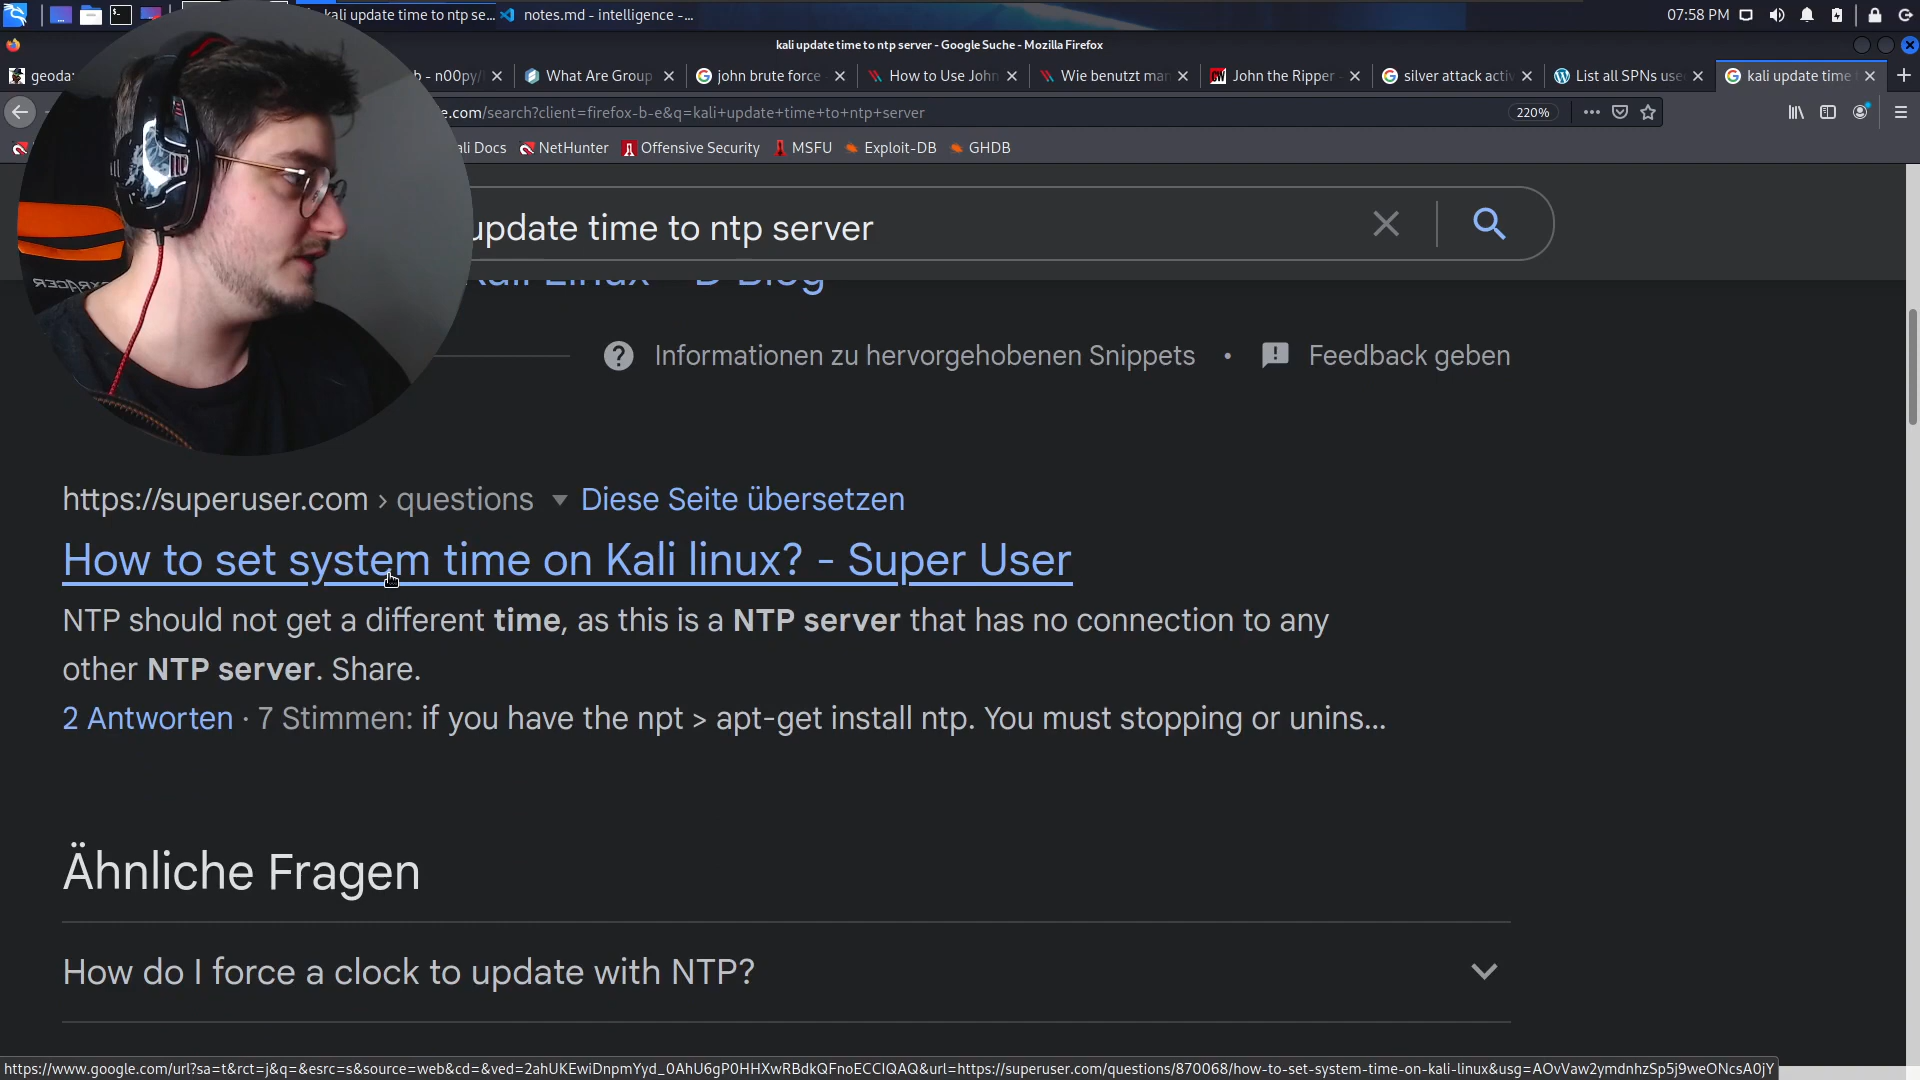 kali update time to ntp se...
notes.md - intelligence -...
07:58 PM
kali update time to ntp server - Google Suche - Mozilla Firefox
geoda
b - n00py/
What Are Group
john brute force
How to Use John
Wie benutzt man
John the Ripper
silver attack activ
List all SPNs use
kali update time
e.com/search?client=firefox-b-e&q=kali+update+time+to+ntp+server
220%
ali Docs
NetHunter
Offensive Security
MSFU
Exploit-DB
GHDB
update time to ntp server
Kali Linux - D Blog
Informationen zu hervorgehobenen Snippets • Feedback geben
https://superuser.com › questions Diese Seite übersetzen
How to set system time on Kali linux? - Super User
NTP should not get a different time, as this is a NTP server that has no connection to any
other NTP server. Share.
2 Antworten · 7 Stimmen: if you have the npt > apt-get install ntp. You must stopping or unins...
Ähnliche Fragen
How do I force a clock to update with NTP?
https://www.google.com/url?sa=t&rct=j&q=&esrc=s&source=web&cd=&ved=2ahUKEwiDnpmYyd_0AhU6gP0HHXwRBdkQFnoECCIQAQ&url=https://superuser.com/questions/870068/how-to-set-system-time-on-kali-linux&usg=AOvVaw2ymdnhzSp5j9weONcsA0jY